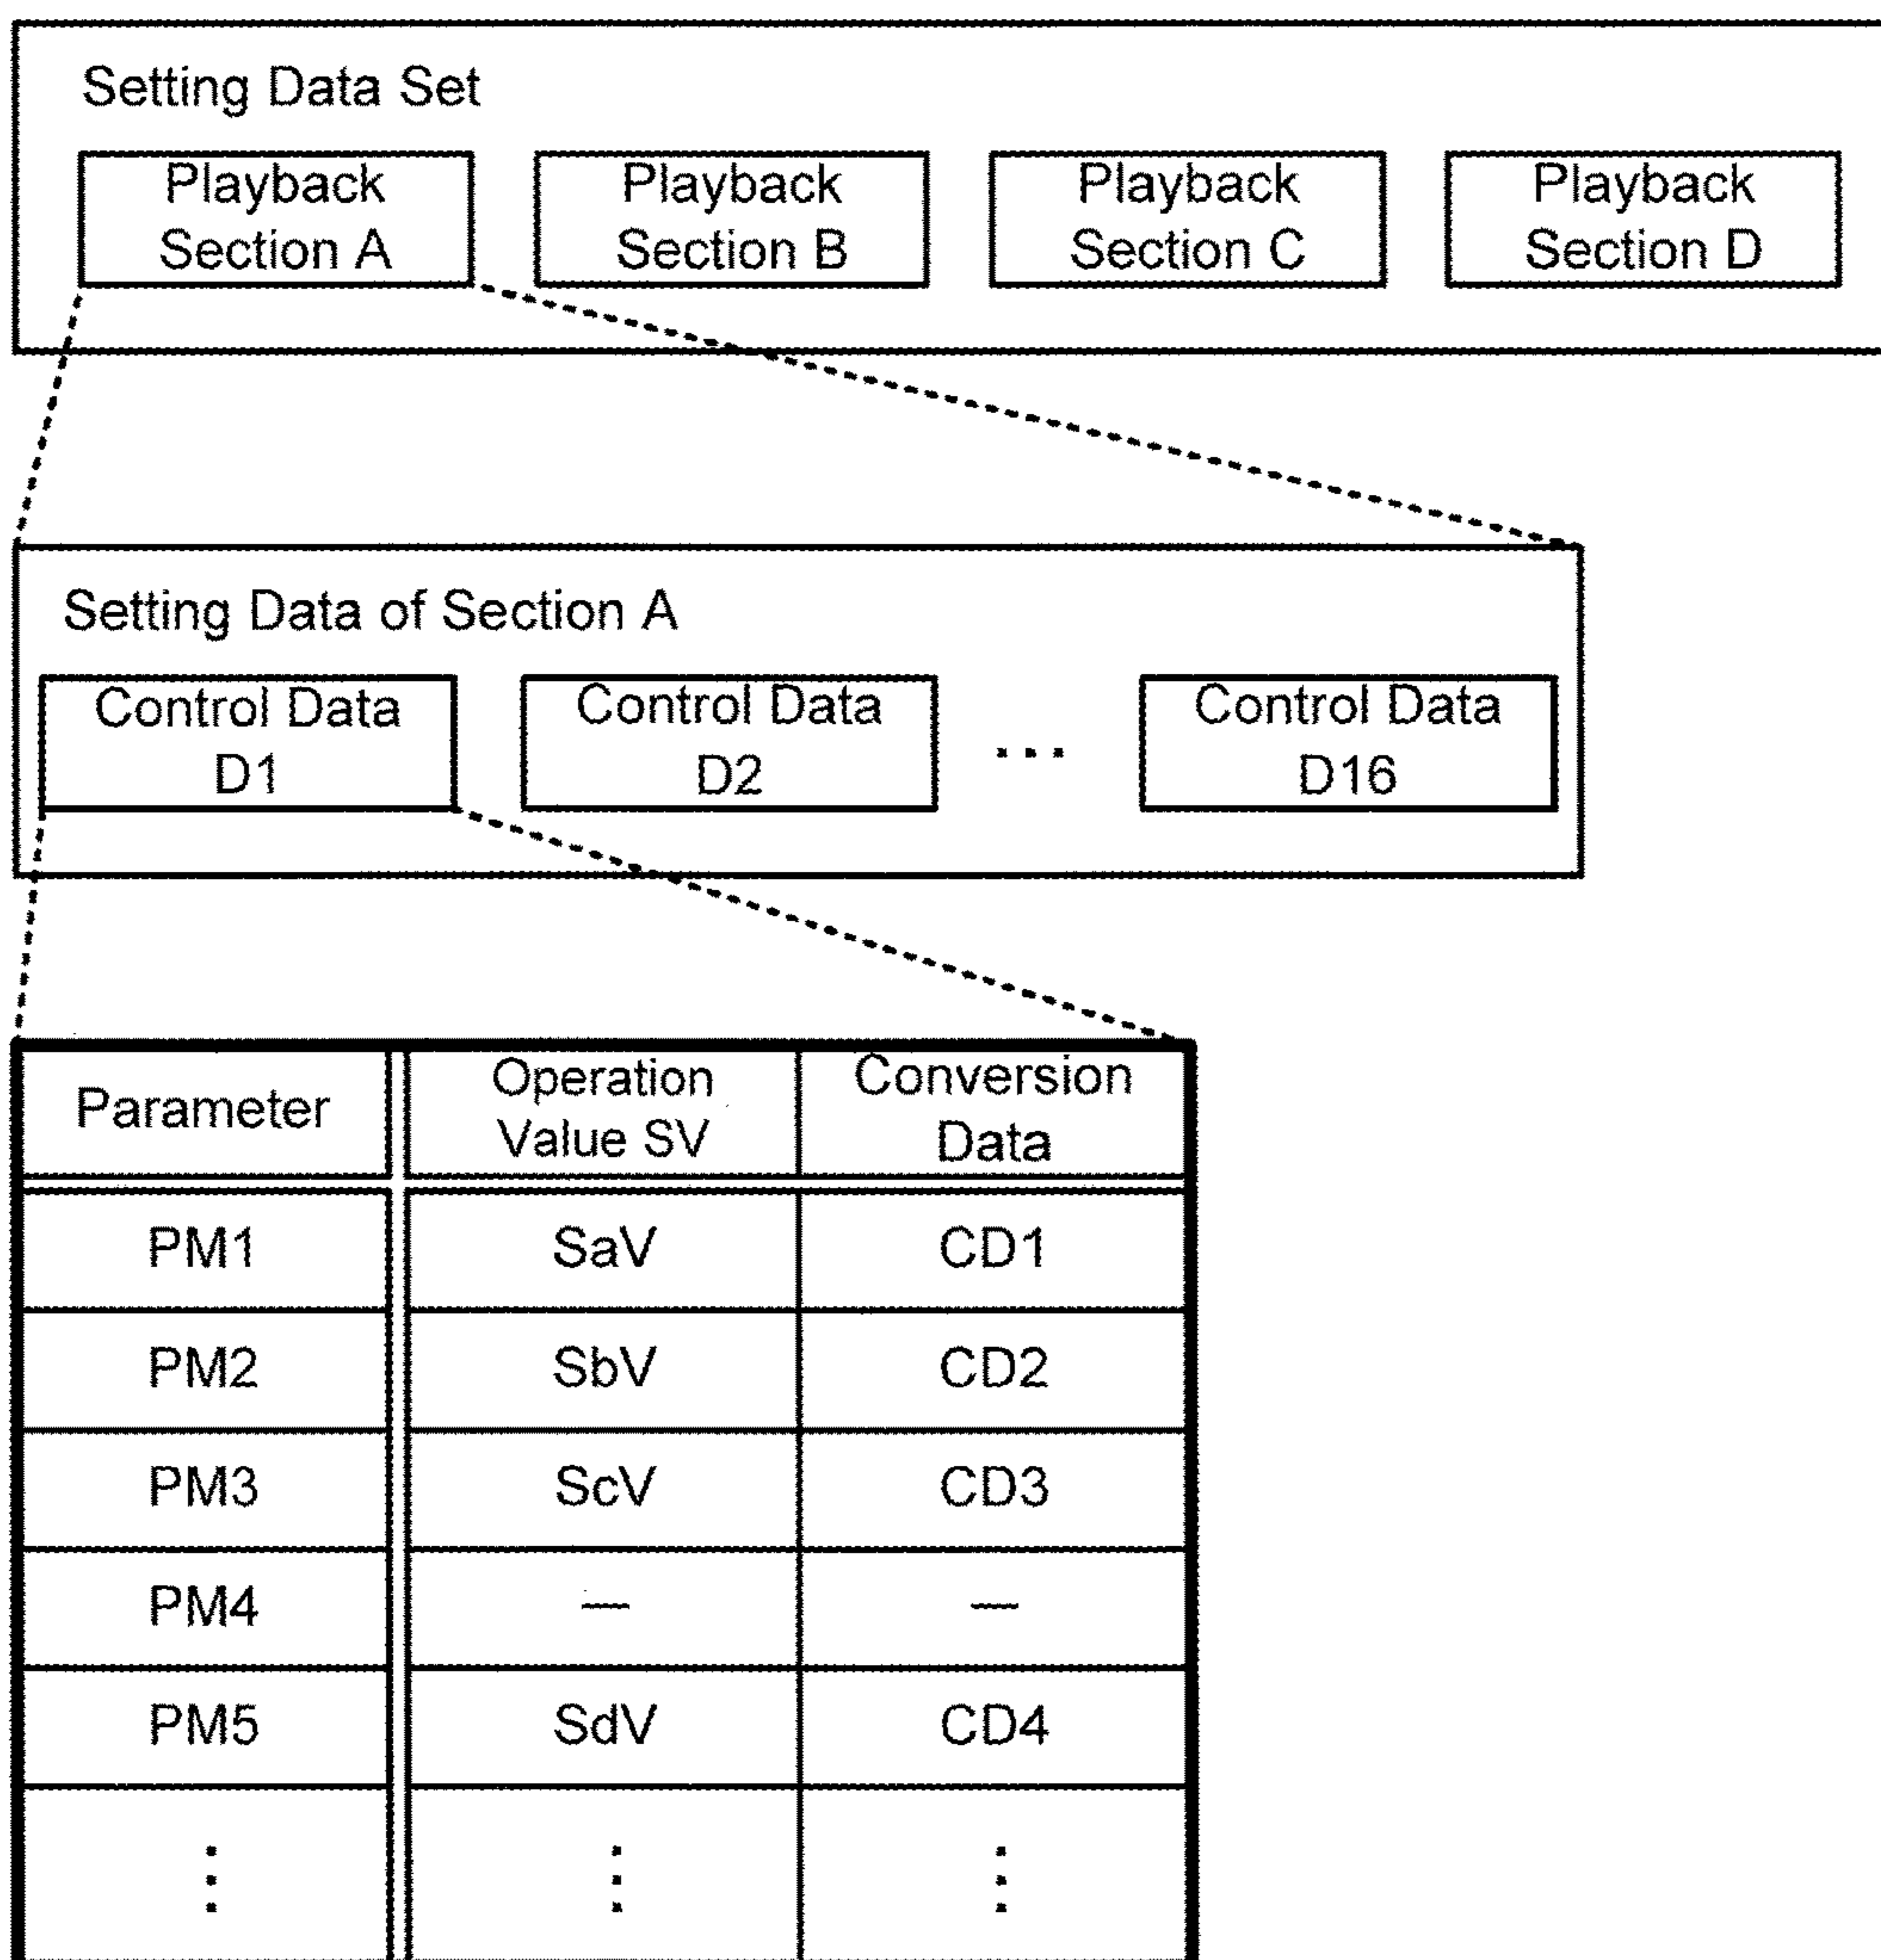 Setting Data Set
Playback
Section A
Playback
Section B
Playback
Section C
Playback
Section D
Setting Data of Section A
Control Data
D1
Control Data
D2
...
Control Data
D16
Parameter
Operation
Value SV
Conversion
Data
PM1 SaV CD1
PM2 SbV CD2
PM3 ScV CD3
PM4 — —
PM5 SdV CD4
⋮ ⋮ ⋮